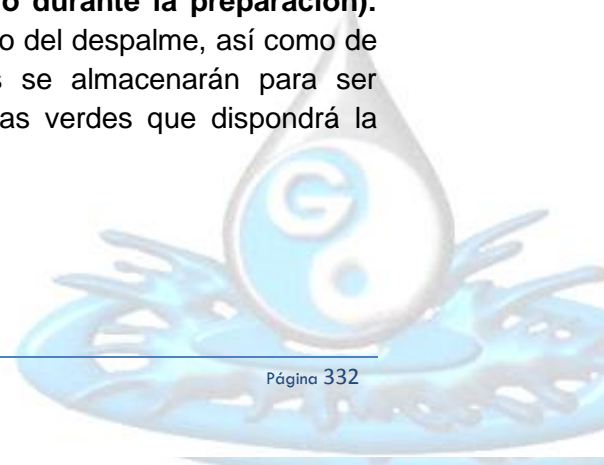 o durante la preparación).
o del despalme, así como de
s se almacenarán para ser
as verdes que dispondrá la
G
Página 332